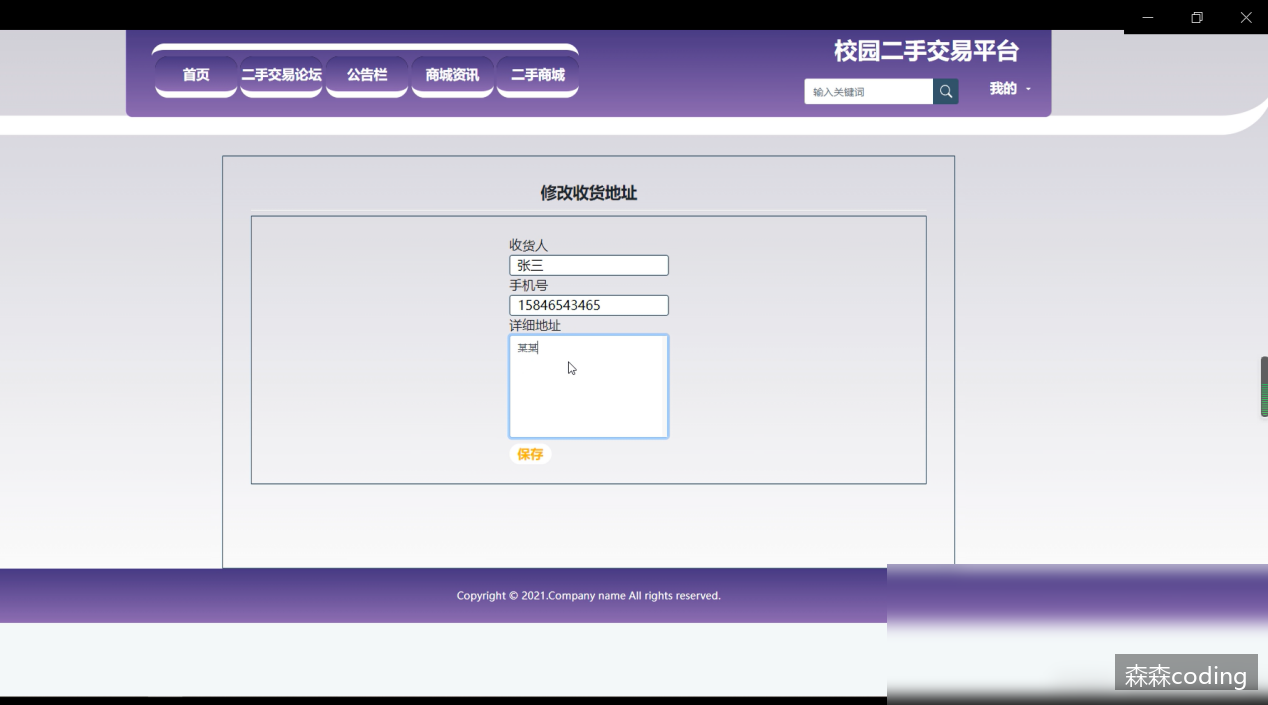 校园二手交易平台
首页 二手交易论坛 公告栏 商城资讯 二手商城
输入关键词
我的
修改收货地址
收货人
张三
手机号
15846543465
详细地址
某某
保存
Copyright © 2021.Company name All rights reserved.
森森coding